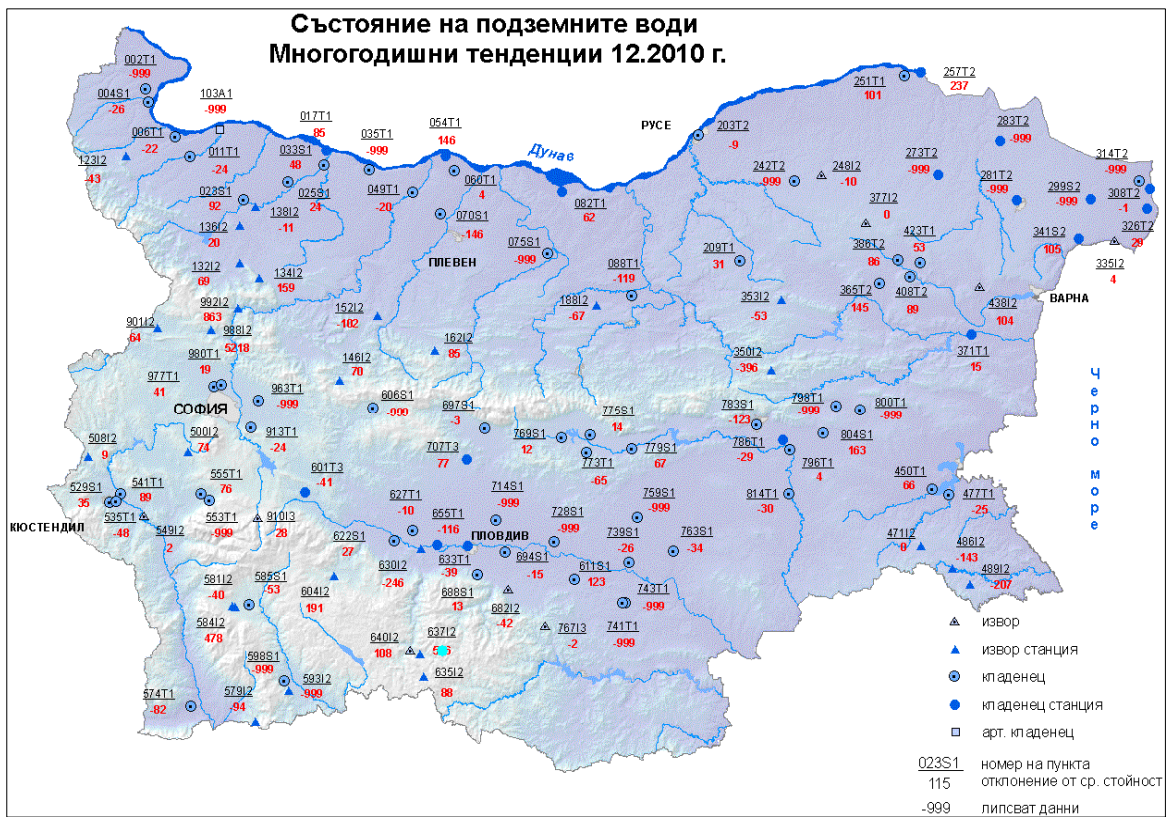 Състояние на подземните води
Многогодишни тенденции 12.2010 г.
002T1
-999
004S1
-26
103A1
-999
006T1
-22
011T1
-24
123I2
-43
017T1
85
033S1
48
035T1
-999
054T1
146
025S1
24
049T1
-20
060T1
4
023S1
92
138I2
-11
136I2
20
070S1
-146
132I2
69
134I2
159
075S1
-999
082T1
62
088T1
-119
ПЛЕВЕН
Дунав
РУСЕ
203T2
-9
251T1
101
257T2
237
283T2
-999
242T2
-999
248I2
-10
273T2
-999
281T2
-999
299S2
-999
314T2
-999
308T2
-1
326T2
29
377I2
0
386T2
86
423T1
53
341S2
105
335I2
4
209T1
31
365T2
145
408T2
89
438I2
104
ВАРНА
353I2
-53
371T1
15
350I2
-396
188I2
-67
152I2
-102
162I2
85
146I2
70
992I2
863
901I2
64
988I2
5218
980T1
19
977T1
41
963T1
-999
СОФИЯ
606S1
-999
697S1
-3
913T1
-24
500I2
74
508I2
9
707T3
77
769S1
12
775S1
14
773T1
-65
779S1
67
783S1
-123
798T1
-999
800T1
-999
786T1
-29
804S1
163
796T1
4
814T1
-30
450T1
66
477T1
-25
Черно море
601T3
-41
529S1
35
541T1
89
555T1
76
КЮСТЕНДИЛ
535T1
-48
549I2
2
553T1
-999
910I3
28
627T1
-10
655T1
-116
714S1
-999
728S1
-999
759S1
-999
739S1
-26
763S1
-34
ПЛОВДИВ
622S1
27
630I2
-246
633T1
-39
694S1
-15
611S1
123
688S1
13
682I2
-42
743T1
-999
741T1
-999
767I3
-2
471I2
486I2
-143
489I2
-207
581I2
-40
585S1
53
604I2
191
584I2
478
640I2
108
637I2
635I2
88
598S1
-999
593I2
-999
574T1
-82
579I2
-94
извор
извор станция
кладенец
кладенец станция
арт. кладенец
023S1 номер на пункта
115 отклонение от ср. стойност
-999 липсват данни